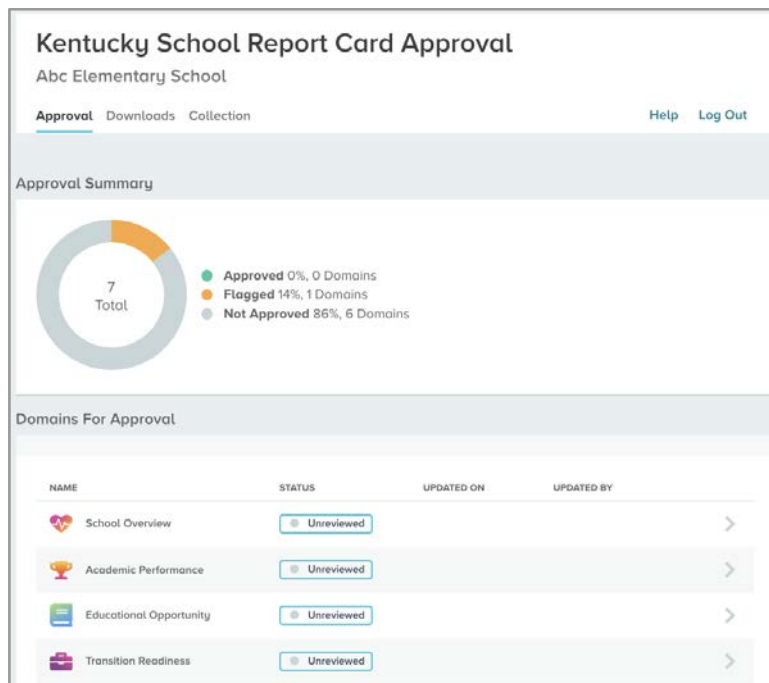 Kentucky School Report Card Approval
Abc Elementary School
Approval Downloads Collection Help Log Out
Approval Summary
7
Total
Approved 0%, 0 Domains
Flagged 14%, 1 Domains
Not Approved 86%, 6 Domains
Domains For Approval
NAME STATUS UPDATED ON UPDATED BY
School Overview Unreviewed
Academic Performance Unreviewed
Educational Opportunity Unreviewed
Transition Readiness Unreviewed